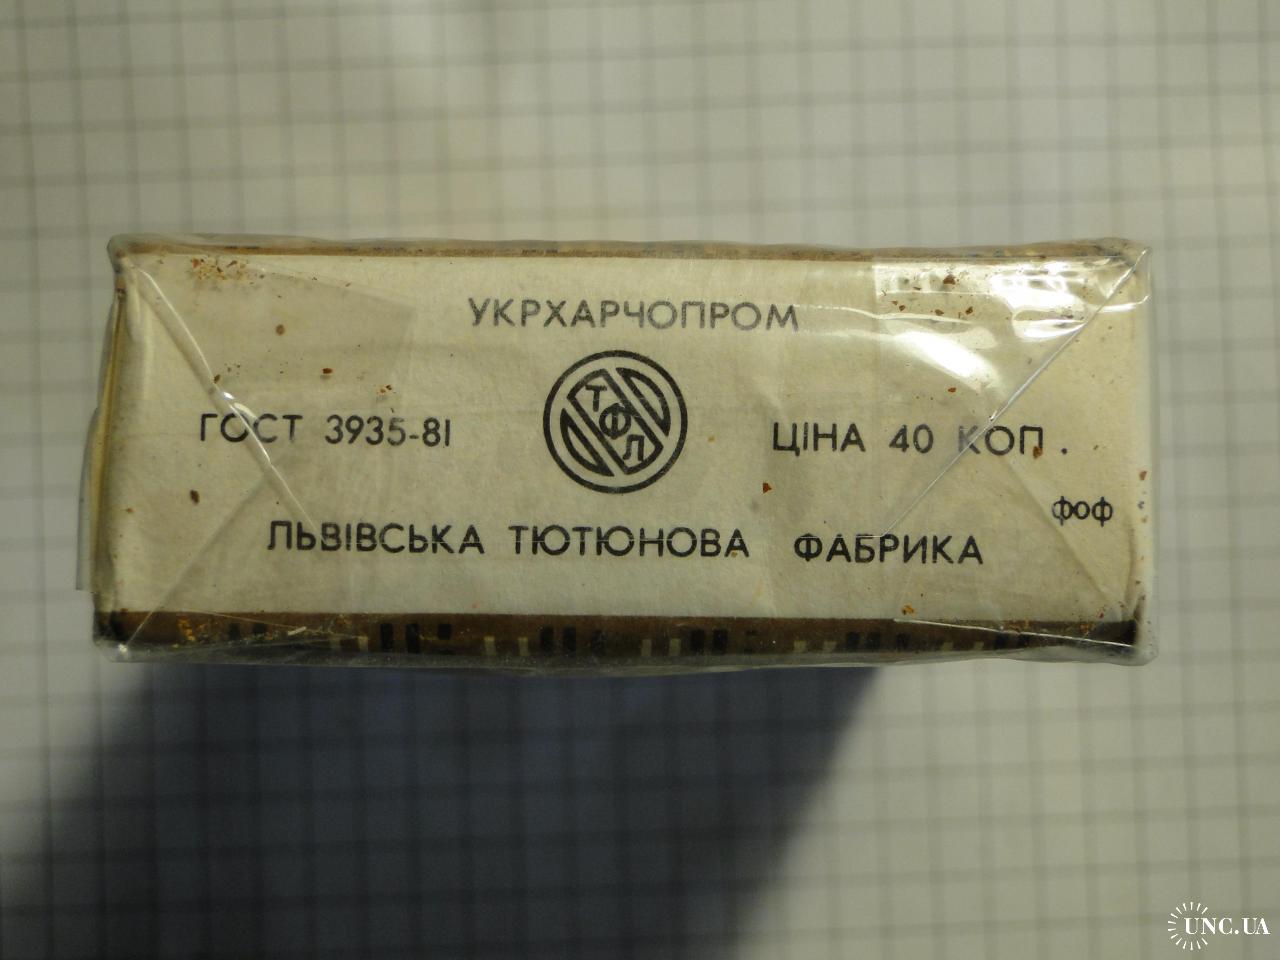 УКРХАРЧОПРОМ
ТФЛ
ГОСТ 3935-81 ЦІНА 40 КОП.
фоф
ЛЬВІВСЬКА ТЮТЮНОВА ФАБРИКА
UNC.UA